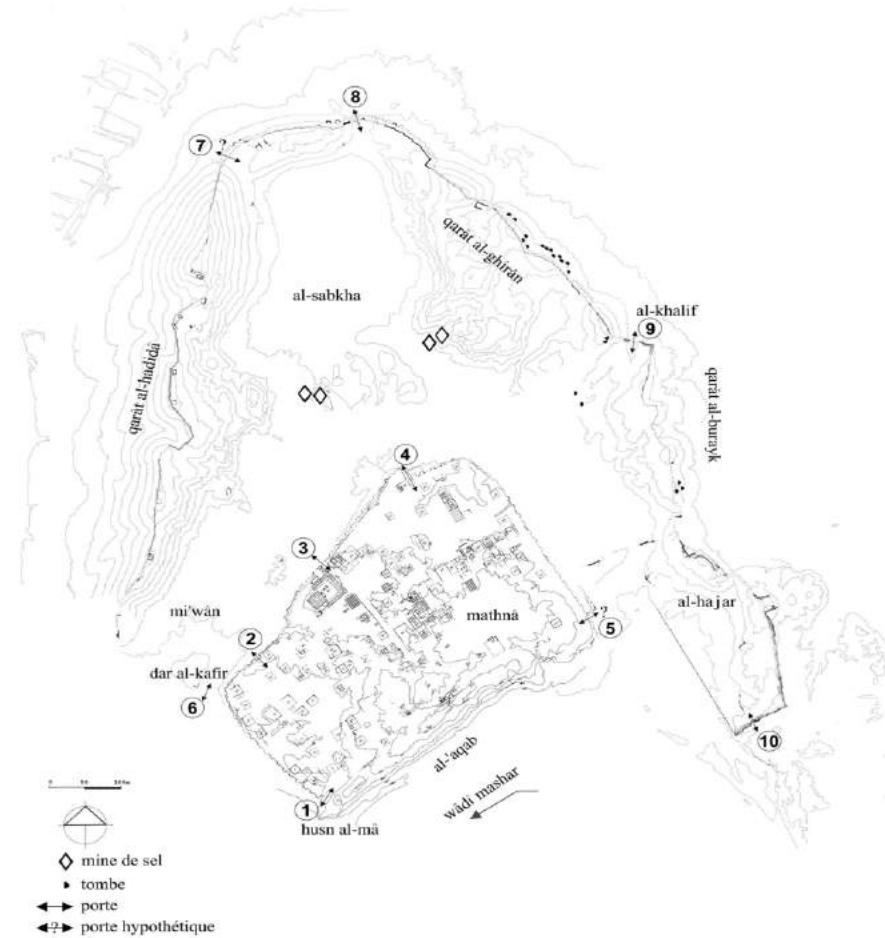 8
7
?
qarât al-ghirân
al-sabkha
al-khalif
9
qarât al-hadidâ
qarât al-burayk
4
3
mi'wân
mathnâ
?
5
al-hajar
2
dar al-kafir
6
10
al-'aqab
wâdi mashar
1
husn al-mâ
0
mine de sel
tombe
porte
? porte hypothétique